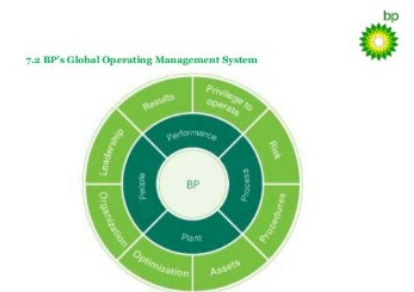 bp
7.2 BP's Global Operating Management System
Results
Privilege to
operate
Risk
Procedures
Assets
Optimization
Organization
Leadership
Performance
Process
Plant
People
BP